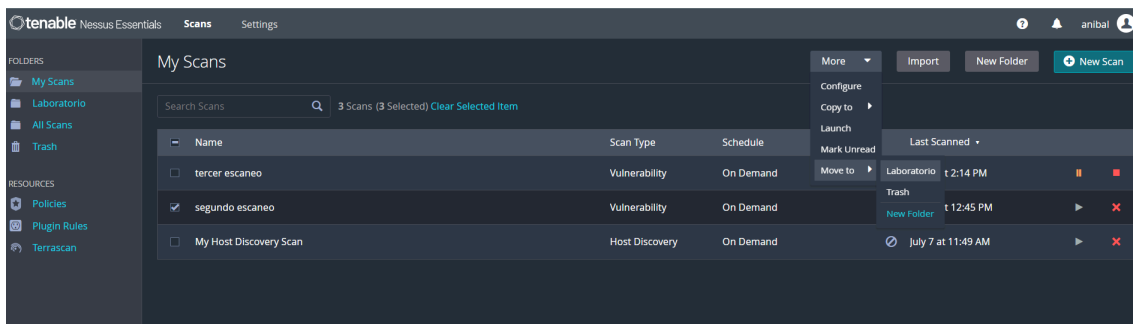 tenable Nessus Essentials Scans Settings anibal
FOLDERS
My Scans
Laboratorio
All Scans
Trash
RESOURCES
Policies
Plugin Rules
Terrascan
My Scans More Import New Folder New Scan
Search Scans 3 Scans (3 Selected) Clear Selected Item
Configure
Copy to
Launch
Mark Unread
Move to
Laboratorio
Trash
New Folder
Name Scan Type Schedule Last Scanned
tercer escaneo Vulnerability On Demand t 2:14 PM
segundo escaneo Vulnerability On Demand t 12:45 PM
My Host Discovery Scan Host Discovery On Demand July 7 at 11:49 AM